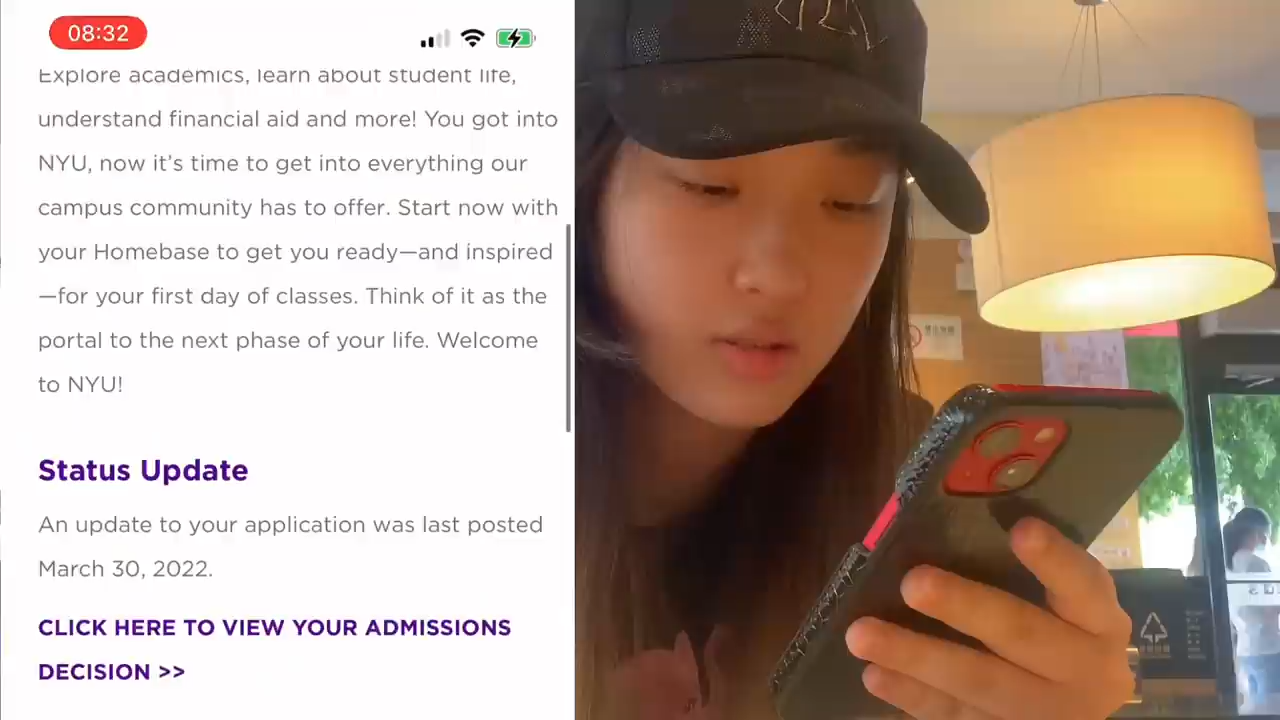 08:32
Explore academics, learn about student life,
understand financial aid and more! You got into
NYU, now it’s time to get into everything our
campus community has to offer. Start now with
your Homebase to get you ready—and inspired
—for your first day of classes. Think of it as the
portal to the next phase of your life. Welcome
to NYU!
Status Update
An update to your application was last posted
March 30, 2022.
CLICK HERE TO VIEW YOUR ADMISSIONS
DECISION >>